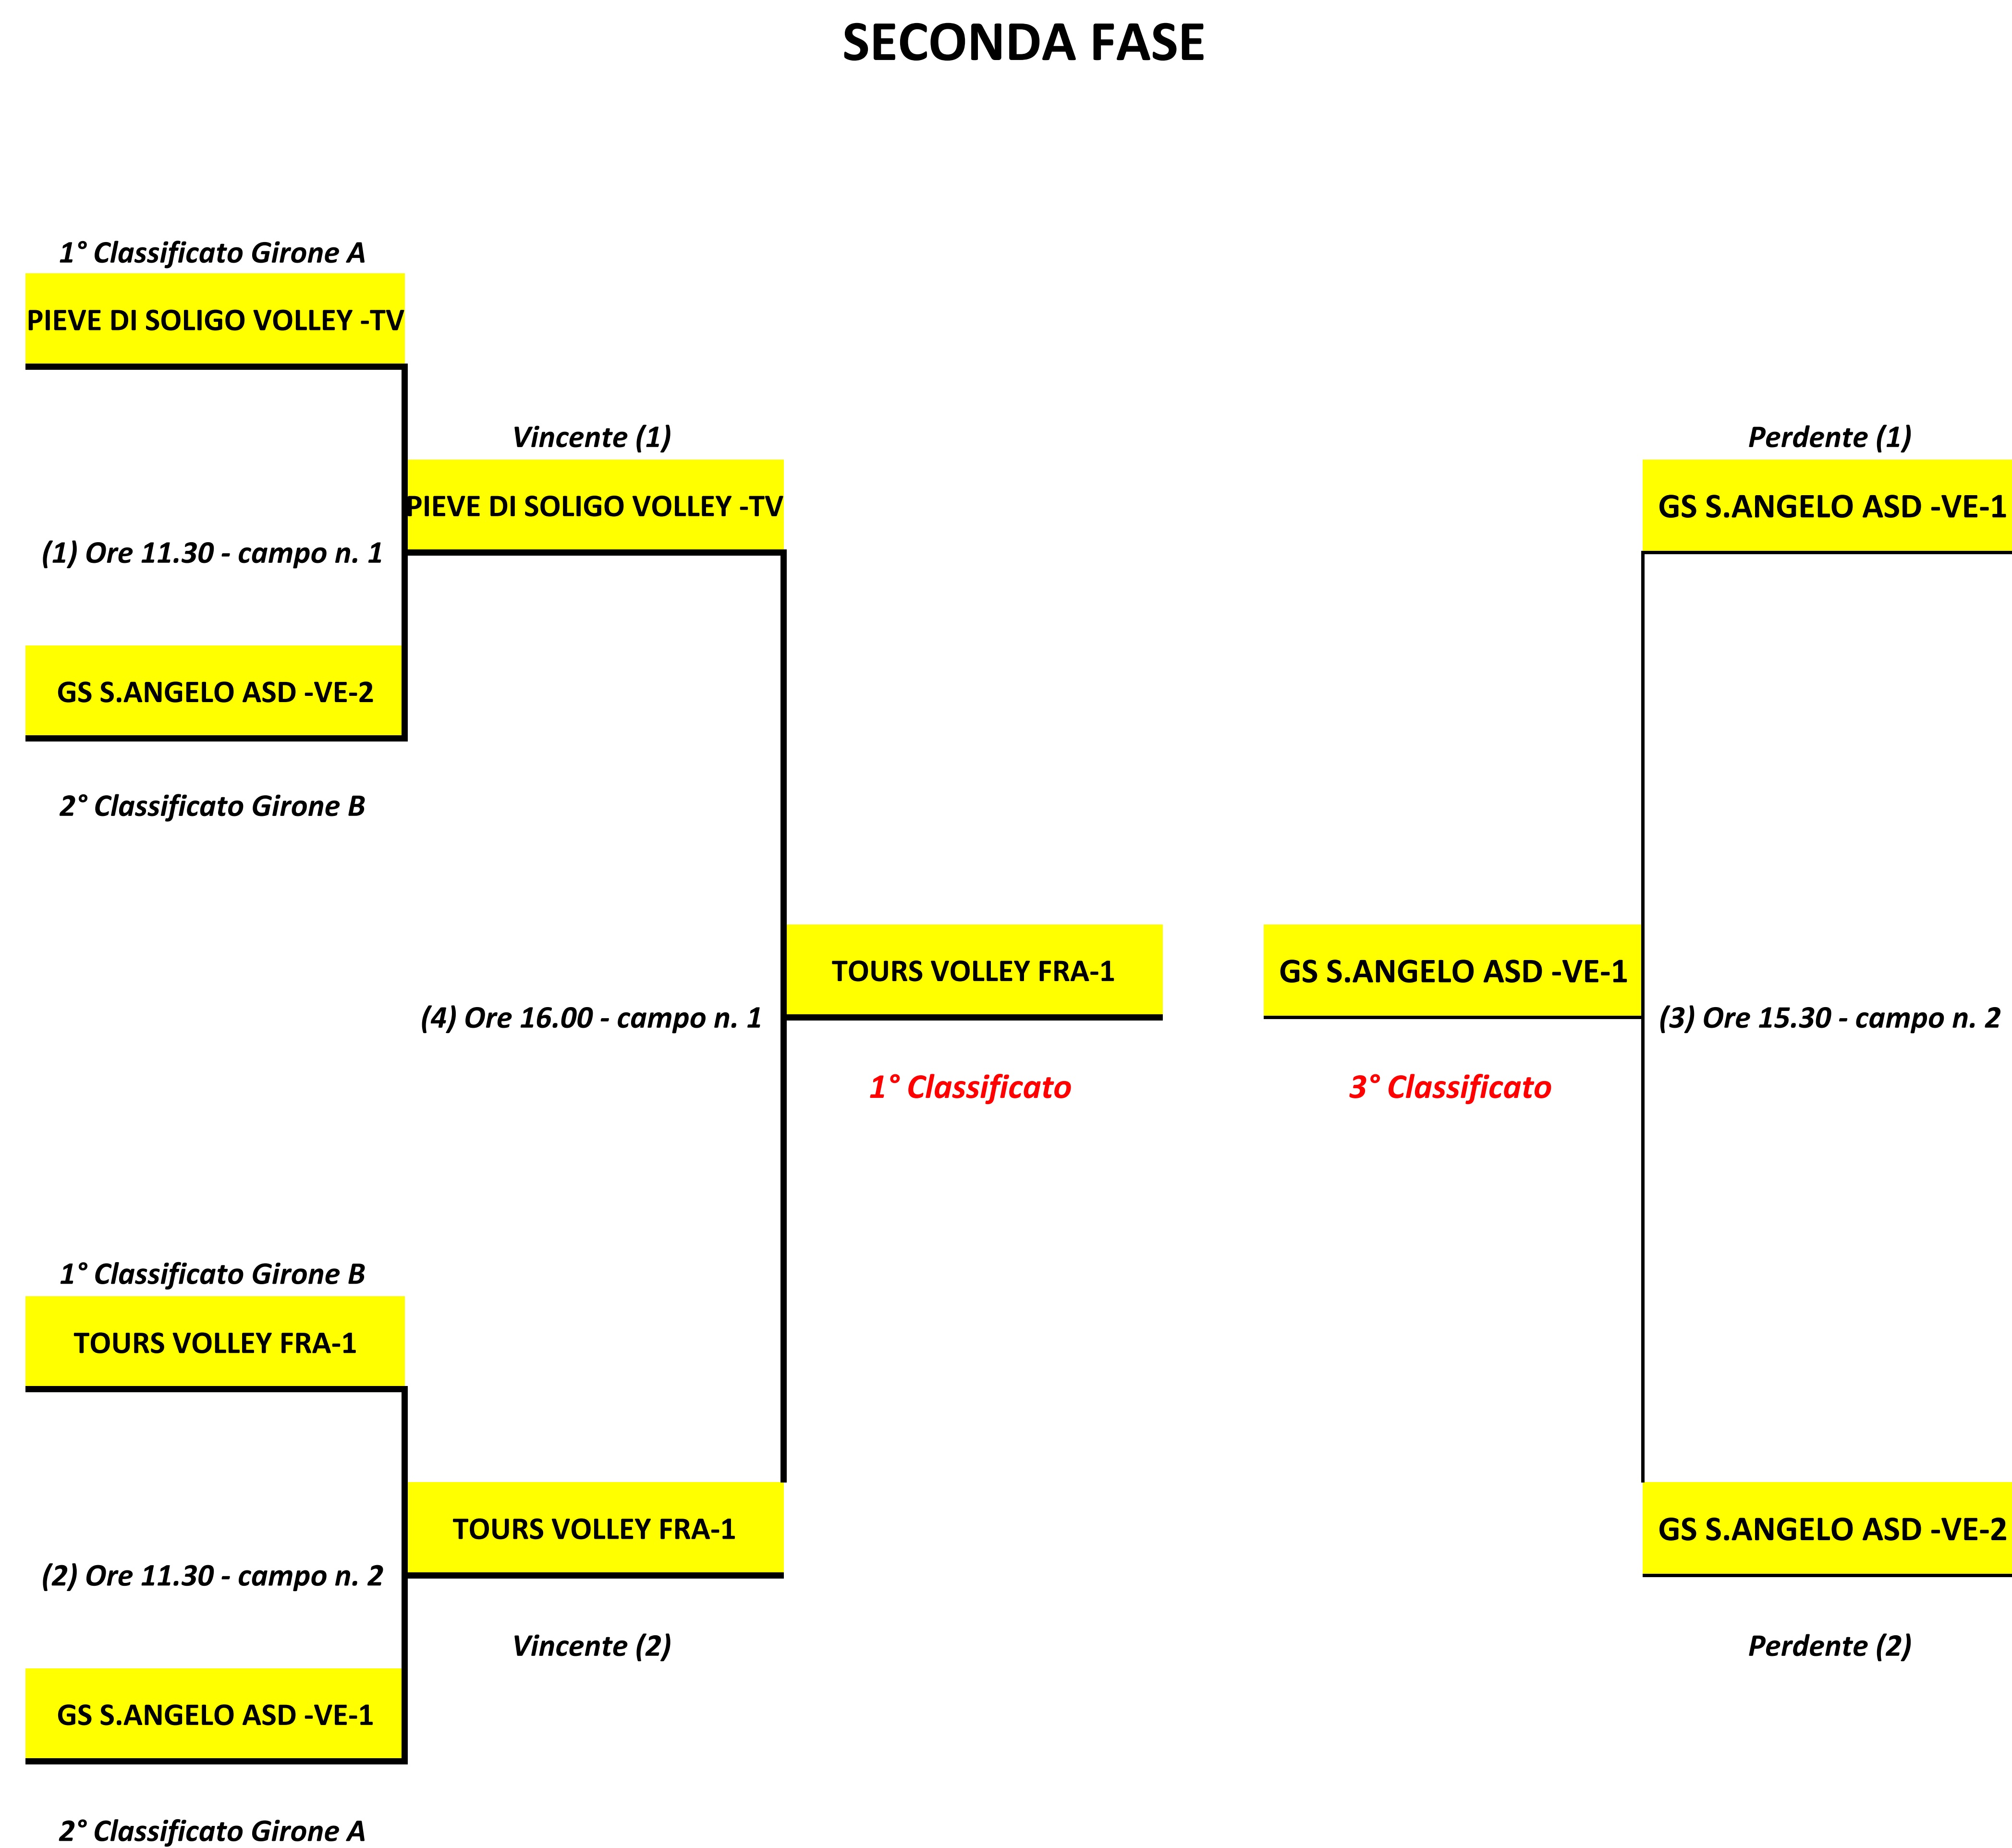 SECONDA FASE
1° Classificato Girone A
PIEVE DI SOLIGO VOLLEY -TV
Vincente (1)
Perdente (1)
PIEVE DI SOLIGO VOLLEY -TV
GS S.ANGELO ASD -VE-1
(1) Ore 11.30 - campo n. 1
GS S.ANGELO ASD -VE-2
2° Classificato Girone B
TOURS VOLLEY FRA-1
GS S.ANGELO ASD -VE-1
(4) Ore 16.00 - campo n. 1
(3) Ore 15.30 - campo n. 2
1° Classificato
3° Classificato
1° Classificato Girone B
TOURS VOLLEY FRA-1
TOURS VOLLEY FRA-1
GS S.ANGELO ASD -VE-2
(2) Ore 11.30 - campo n. 2
Vincente (2)
Perdente (2)
GS S.ANGELO ASD -VE-1
2° Classificato Girone A